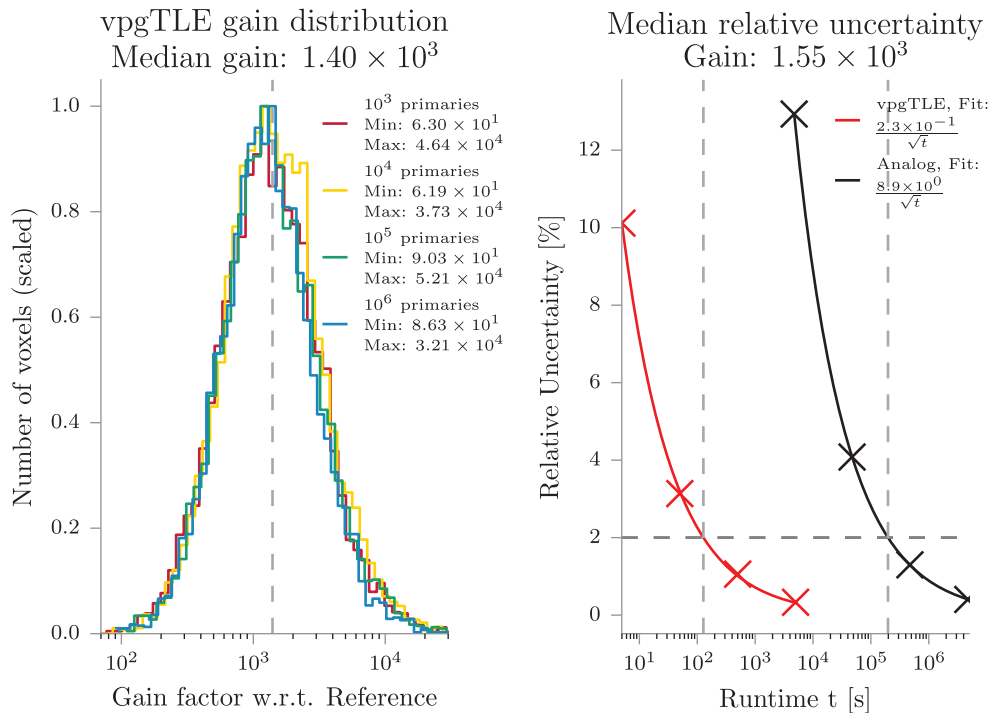 vpgTLE gain distribution
Median gain: 1.40 × 10³
1.0
0.8
0.6
0.4
0.2
0.0
Number of voxels (scaled)
10³ primaries
Min: 6.30 × 10¹
Max: 4.64 × 10⁴
10⁴ primaries
Min: 6.19 × 10¹
Max: 3.73 × 10⁴
10⁵ primaries
Min: 9.03 × 10¹
Max: 5.21 × 10⁴
10⁶ primaries
Min: 8.63 × 10¹
Max: 3.21 × 10⁴
10² 10³ 10⁴
Gain factor w.r.t. Reference
Median relative uncertainty
Gain: 1.55 × 10³
12
10
8
6
4
2
0
Relative Uncertainty [%]
vpgTLE, Fit:
2.3×10⁻¹
√t
Analog, Fit:
8.9×10⁰
√t
10¹ 10² 10³ 10⁴ 10⁵ 10⁶
Runtime t [s]